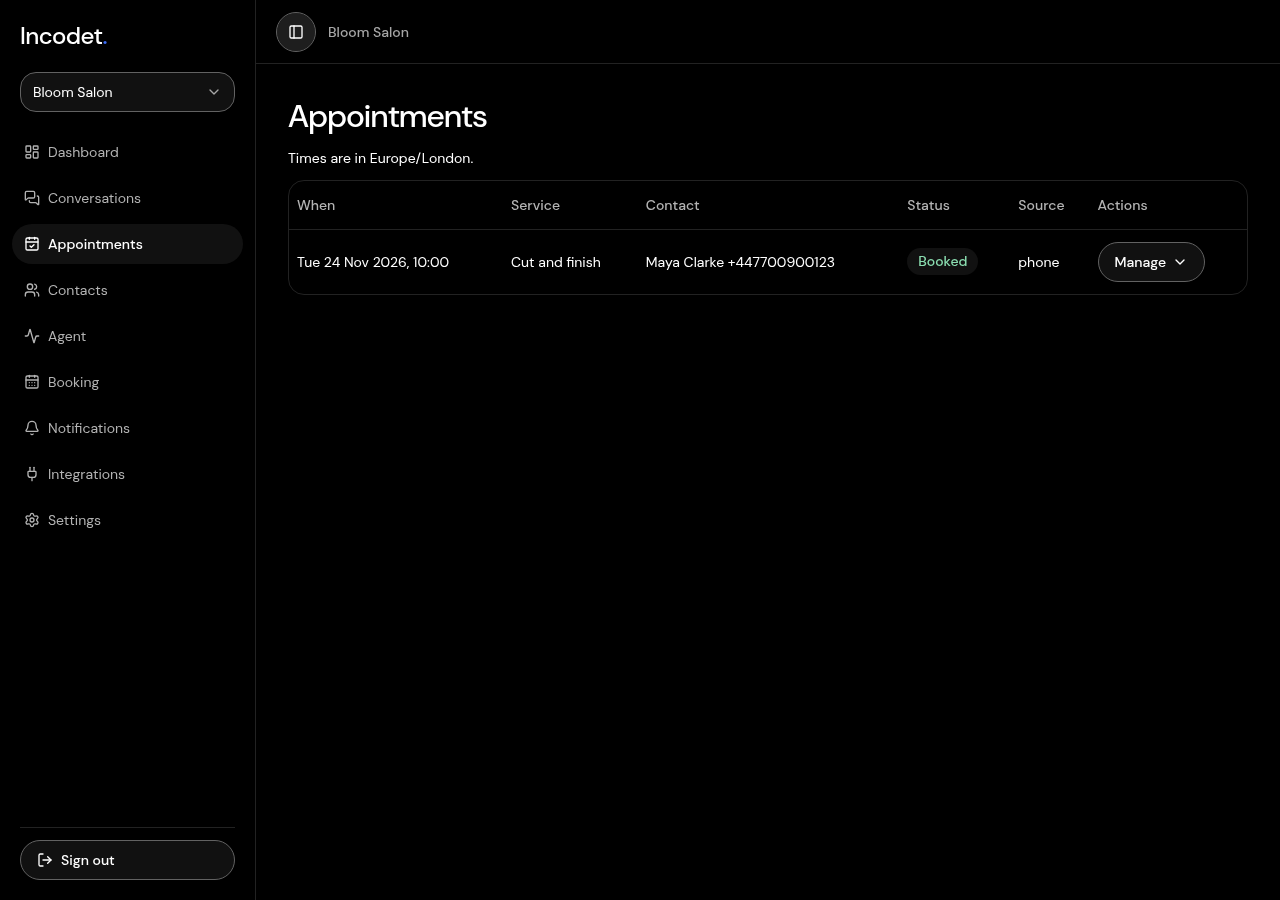 Incodet.
Bloom Salon
Bloom Salon
Dashboard
Conversations
Appointments
Contacts
Agent
Booking
Notifications
Integrations
Settings
Sign out
Appointments
Times are in Europe/London.
When Service Contact Status Source Actions
Tue 24 Nov 2026, 10:00 Cut and finish Maya Clarke +447700900123 Booked phone Manage